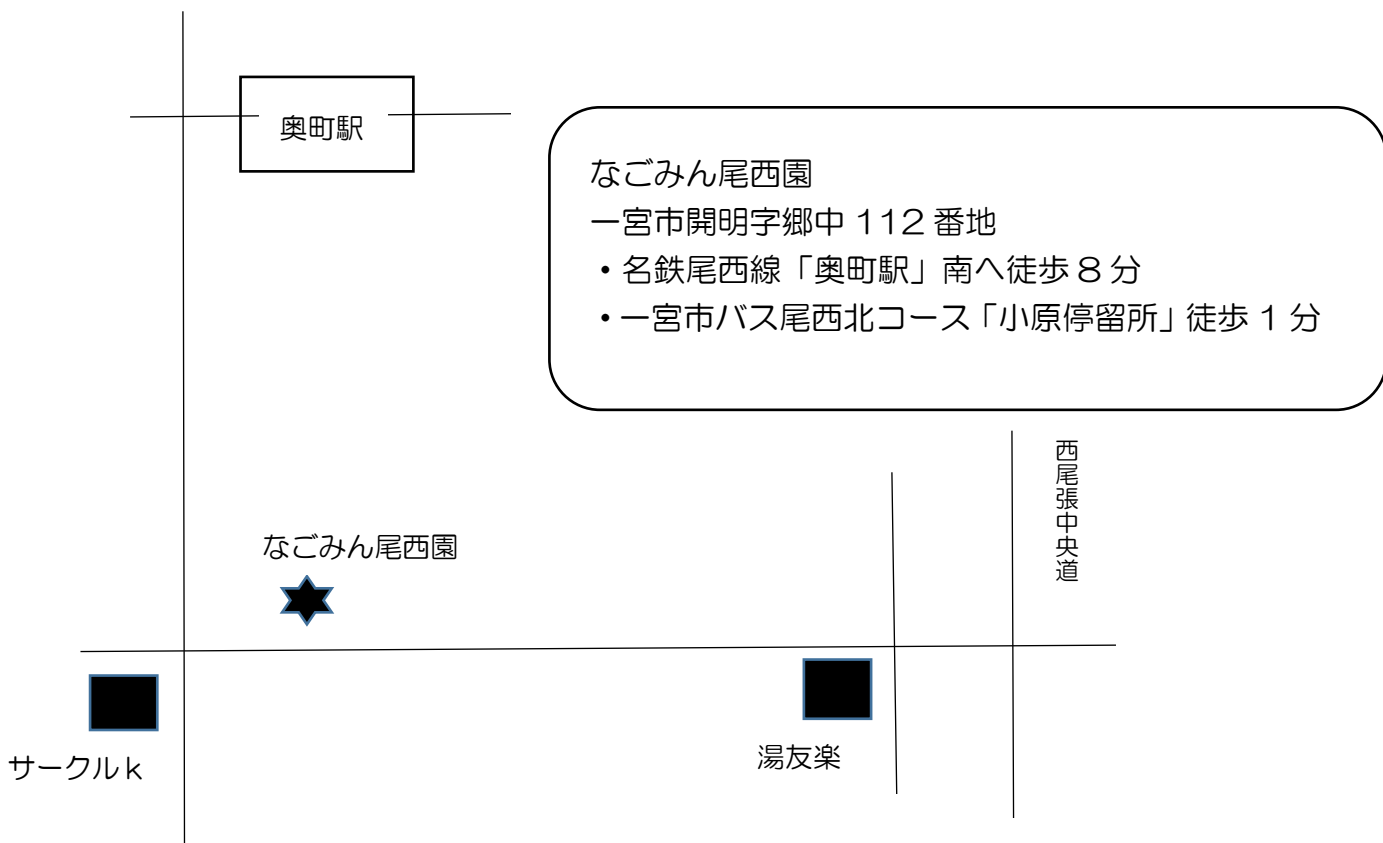 奥町駅
なごみん尾西園
一宮市開明字郷中 112 番地
・名鉄尾西線「奥町駅」南へ徒歩 8 分
・一宮市バス尾西北コース「小原停留所」徒歩 1 分
西尾張中央道
なごみん尾西園
サークルk
湯友楽